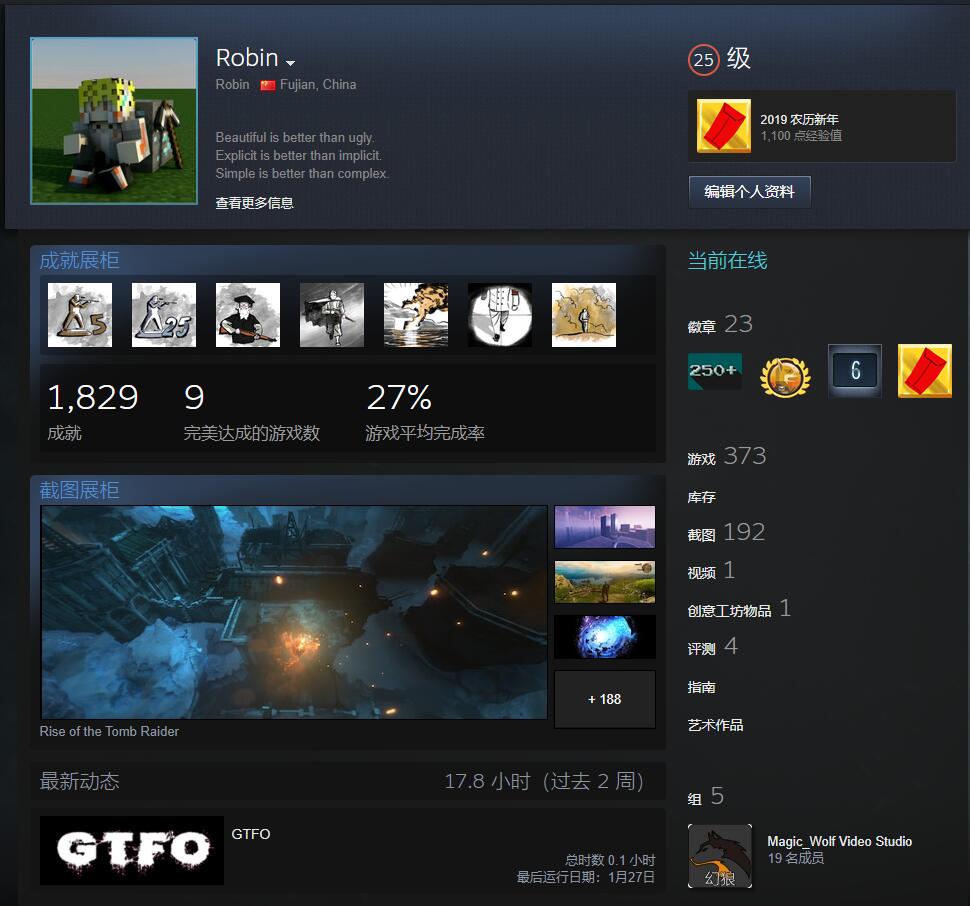 Robin
Robin Fujian, China
Beautiful is better than ugly.
Explicit is better than implicit.
Simple is better than complex.
查看更多信息
25 级
2019 农历新年
1,100 点经验值
编辑个人资料
成就展柜
5
25
1,829
成就
9
完美达成的游戏数
27%
游戏平均完成率
截图展柜
+ 188
Rise of the Tomb Raider
最新动态
17.8 小时（过去 2 周）
GTFO
GTFO
总时数 0.1 小时
最后运行日期：1月27日
当前在线
徽章 23
250+
6
游戏 373
库存
截图 192
视频 1
创意工坊物品 1
评测 4
指南
艺术作品
组 5
幻狼
Magic_Wolf Video Studio
19 名成员